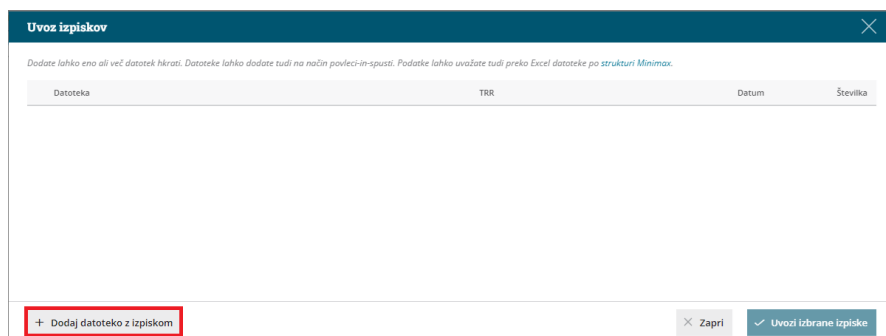 Uvoz izpiskov
Dodate lahko eno ali več datotek hkrati. Datoteke lahko dodate tudi na način povleci-in-spusti. Podatke lahko uvažate tudi preko Excel datoteke po strukturi Minimax.
Datoteka TRR Datum Številka
+ Dodaj datoteko z izpiskom Zapri Uvozi izbrane izpiske